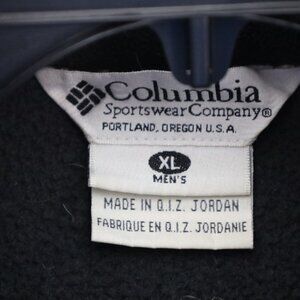 Columbia
Sportswear Company®
PORTLAND, OREGON U.S.A.
XL
MEN'S
MADE IN Q.I.Z. JORDAN
FABRIQUE EN Q.I.Z. JORDANIE